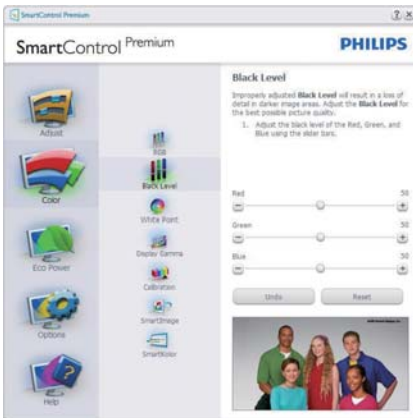 SmartControl Premium
SmartControl Premium
PHILIPS
Adjust
Color
Eco Power
Options
Help
RGB
Black Level
White Point
Display Gamma
Calibration
SmartImage
SmartKolor
Black Level
Improperly adjusted Black Level will result in a loss of
detail in darker image areas. Adjust the Black Level for
the best possible picture quality.
1. Adjust the black level of the Red, Green, and
Blue using the slider bars.
Red 50
Green 50
Blue 50
Undo Reset